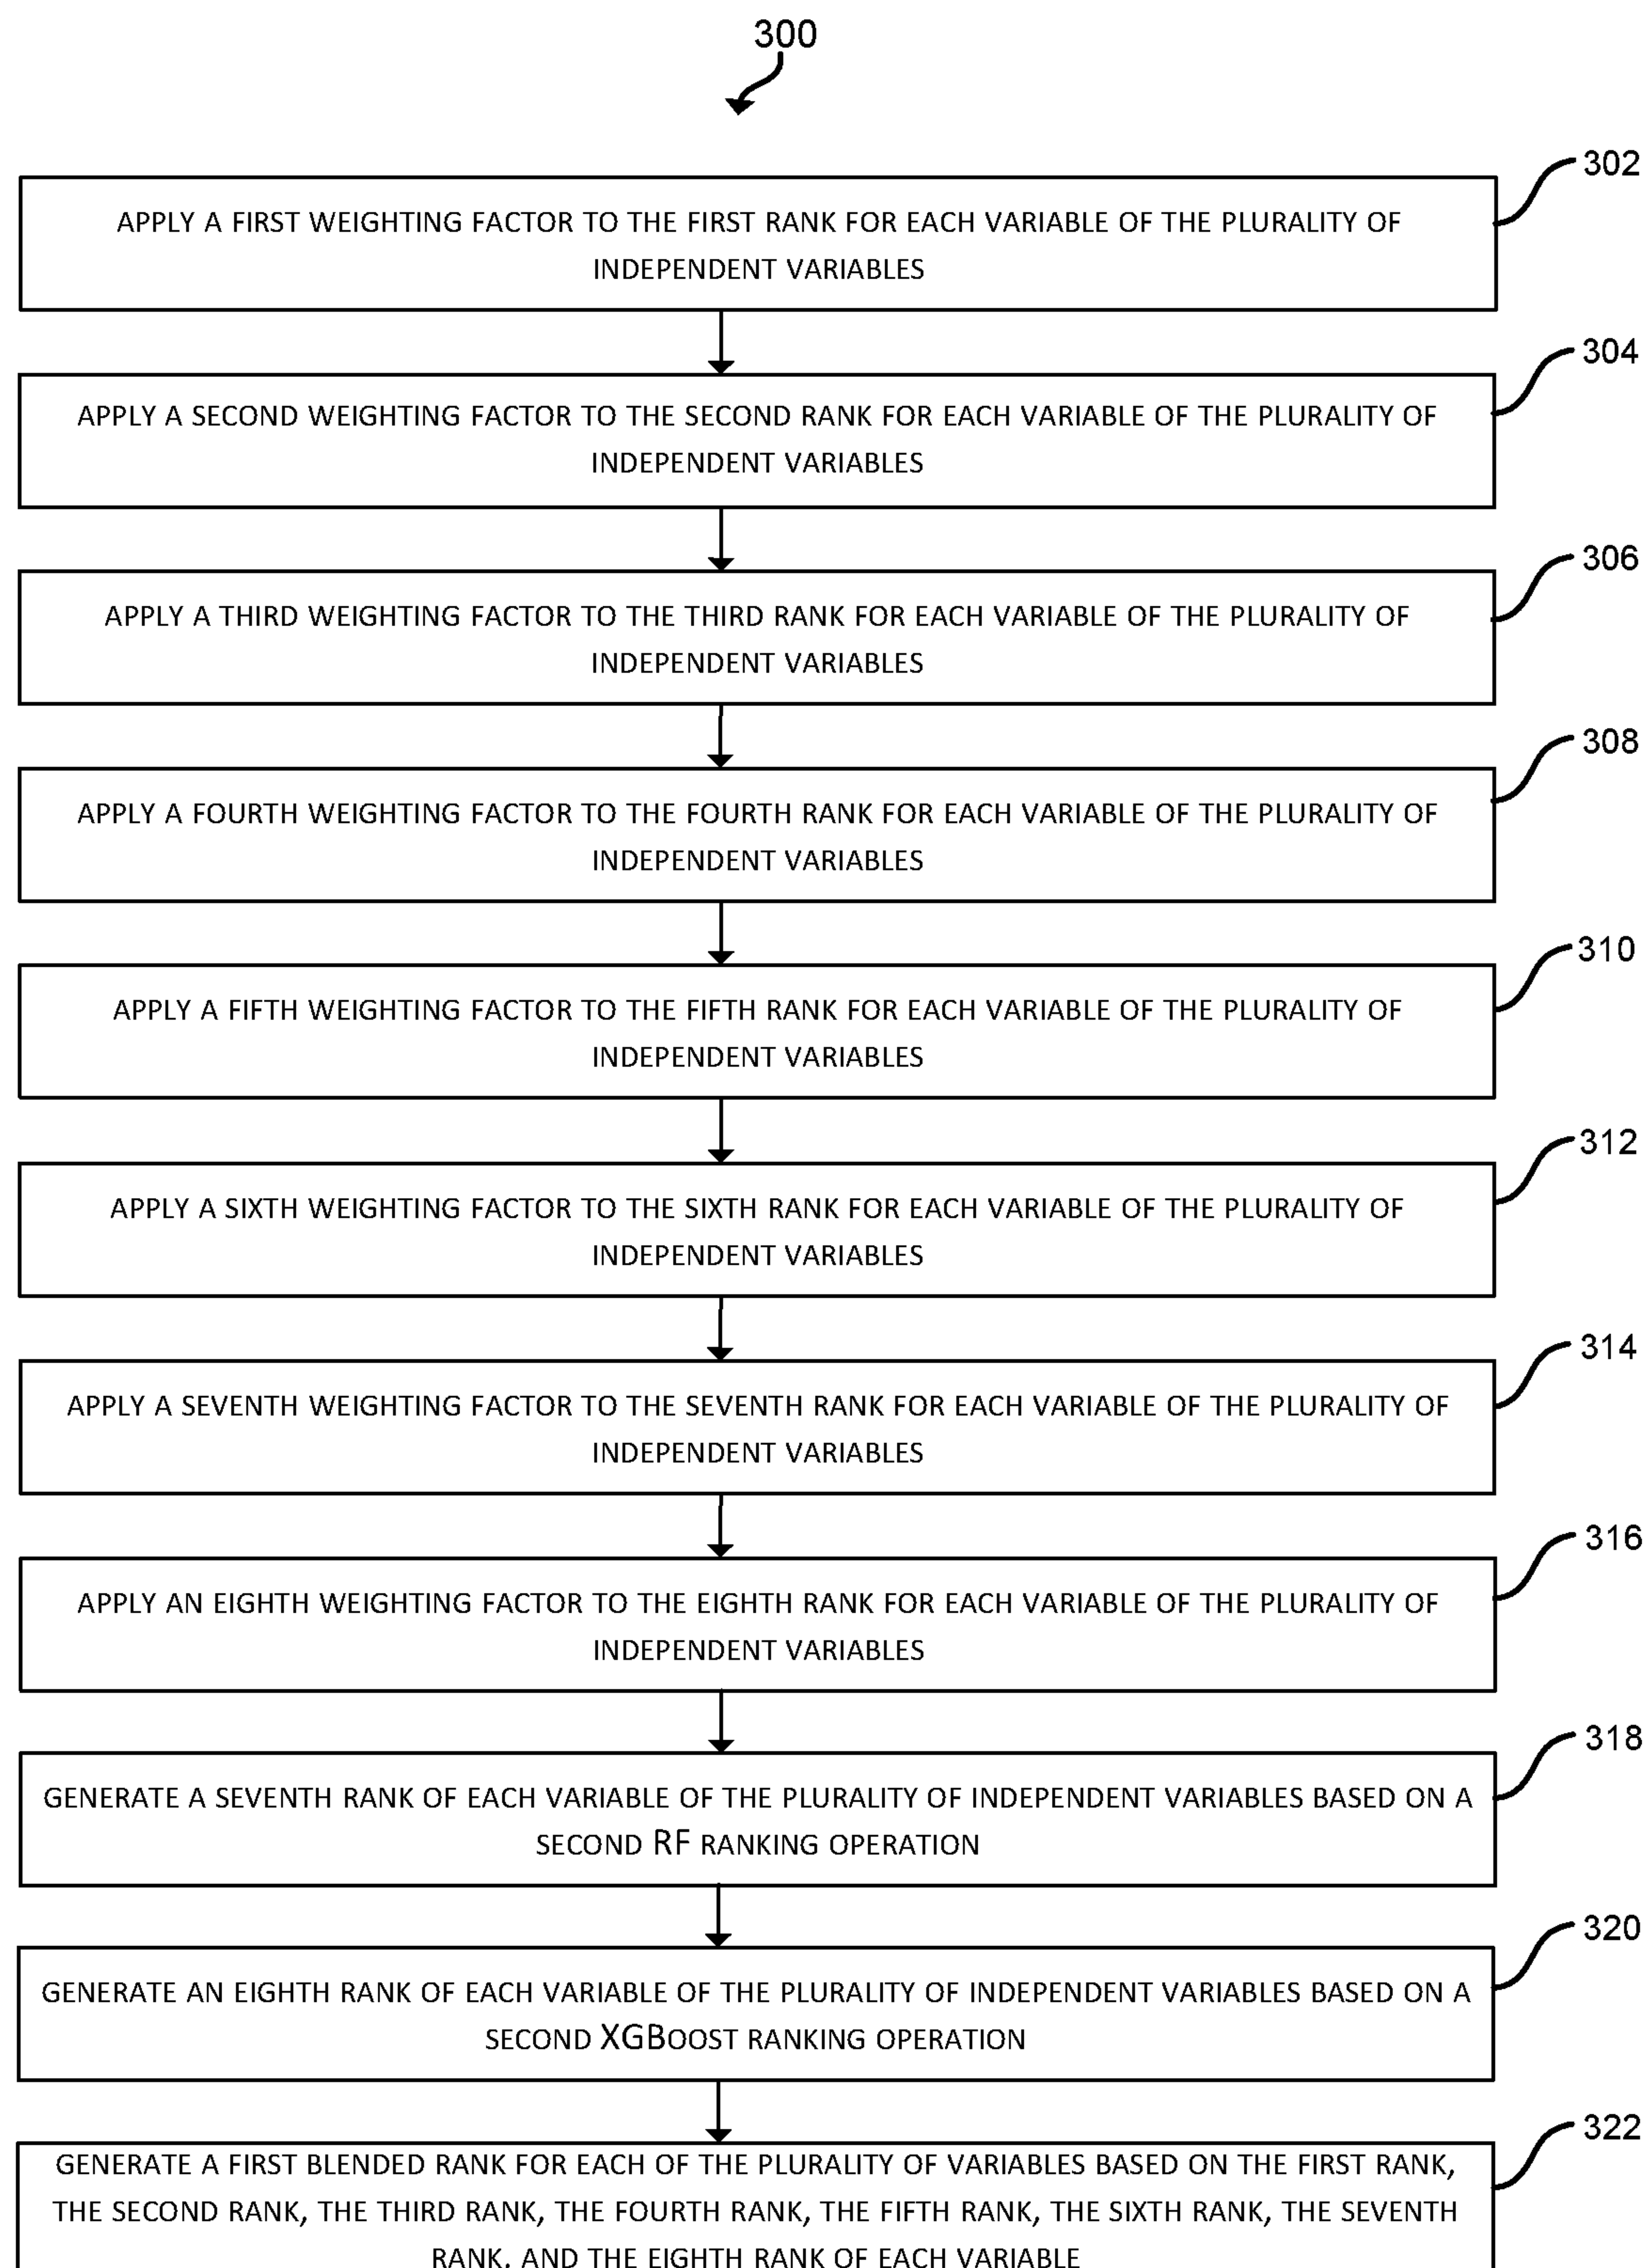 300
302
APPLY A FIRST WEIGHTING FACTOR TO THE FIRST RANK FOR EACH VARIABLE OF THE PLURALITY OF
INDEPENDENT VARIABLES
304
APPLY A SECOND WEIGHTING FACTOR TO THE SECOND RANK FOR EACH VARIABLE OF THE PLURALITY OF
INDEPENDENT VARIABLES
306
APPLY A THIRD WEIGHTING FACTOR TO THE THIRD RANK FOR EACH VARIABLE OF THE PLURALITY OF
INDEPENDENT VARIABLES
308
APPLY A FOURTH WEIGHTING FACTOR TO THE FOURTH RANK FOR EACH VARIABLE OF THE PLURALITY OF
INDEPENDENT VARIABLES
310
APPLY A FIFTH WEIGHTING FACTOR TO THE FIFTH RANK FOR EACH VARIABLE OF THE PLURALITY OF
INDEPENDENT VARIABLES
312
APPLY A SIXTH WEIGHTING FACTOR TO THE SIXTH RANK FOR EACH VARIABLE OF THE PLURALITY OF
INDEPENDENT VARIABLES
314
APPLY A SEVENTH WEIGHTING FACTOR TO THE SEVENTH RANK FOR EACH VARIABLE OF THE PLURALITY OF
INDEPENDENT VARIABLES
316
APPLY AN EIGHTH WEIGHTING FACTOR TO THE EIGHTH RANK FOR EACH VARIABLE OF THE PLURALITY OF
INDEPENDENT VARIABLES
318
GENERATE A SEVENTH RANK OF EACH VARIABLE OF THE PLURALITY OF INDEPENDENT VARIABLES BASED ON A
SECOND RF RANKING OPERATION
320
GENERATE AN EIGHTH RANK OF EACH VARIABLE OF THE PLURALITY OF INDEPENDENT VARIABLES BASED ON A
SECOND XGBOOST RANKING OPERATION
322
GENERATE A FIRST BLENDED RANK FOR EACH OF THE PLURALITY OF VARIABLES BASED ON THE FIRST RANK,
THE SECOND RANK, THE THIRD RANK, THE FOURTH RANK, THE FIFTH RANK, THE SIXTH RANK, THE SEVENTH
RANK, AND THE EIGHTH RANK OF EACH VARIABLE